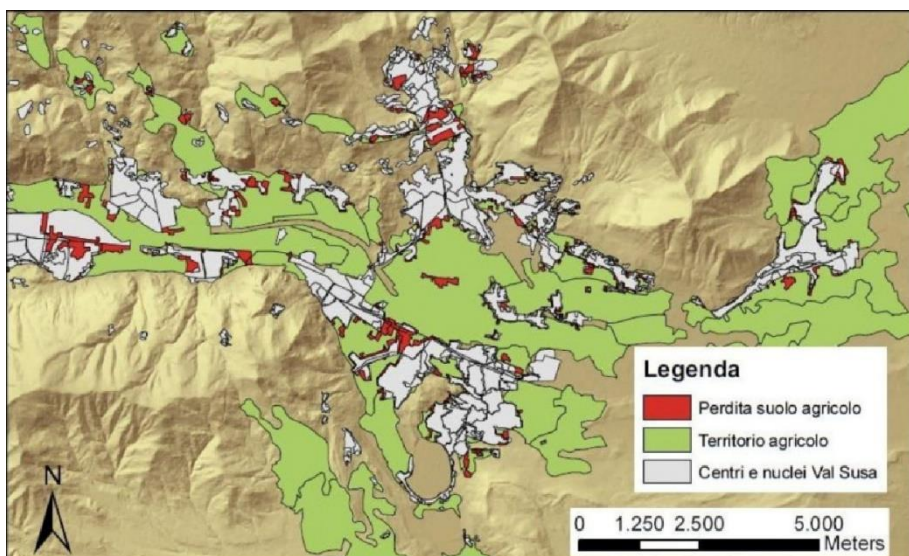 Legenda
Perdita suolo agricolo
Territorio agricolo
Centri e nuclei Val Susa
N
0 1.250 2.500 5.000
Meters